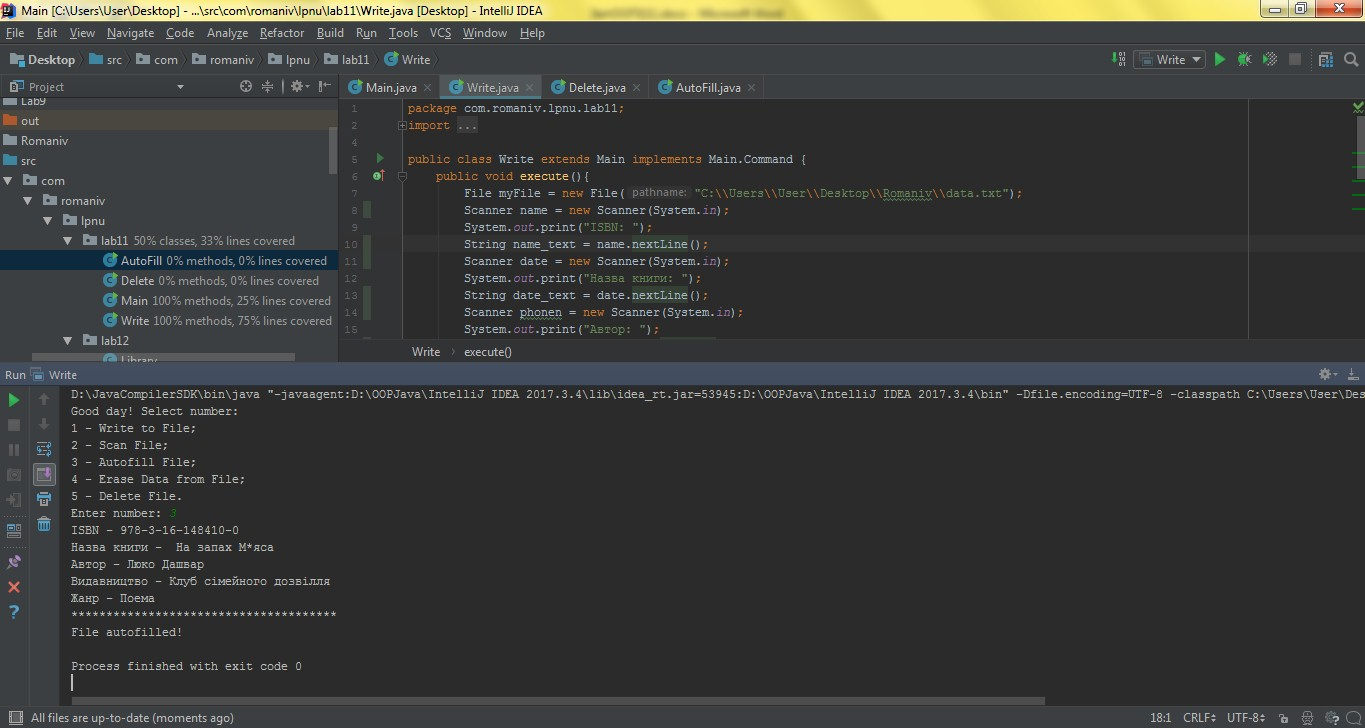 Main [C:\Users\User\Desktop] - ...\src\com\romaniv\lpnu\lab11\Write.java [Desktop] - IntelliJ IDEA
File Edit View Navigate Code Analyze Refactor Build Run Tools VCS Window Help
Desktop src com romaniv lpnu lab11 Write
Write
Project
Main.java Write.java Delete.java AutoFill.java
Lab9
out
Romaniv
src
com
romaniv
lpnu
lab11 50% classes, 33% lines covered
AutoFill 0% methods, 0% lines covered
Delete 0% methods, 0% lines covered
Main 100% methods, 25% lines covered
Write 100% methods, 75% lines covered
lab12
Library
1 package com.romaniv.lpnu.lab11;
2 import ...
4
5 public class Write extends Main implements Main.Command {
6 public void execute(){
7 File myFile = new File( pathname: "C:\\Users\\User\\Desktop\\Romaniv\\data.txt");
8 Scanner name = new Scanner(System.in);
9 System.out.print("ISBN: ");
10 String name_text = name.nextLine();
11 Scanner date = new Scanner(System.in);
12 System.out.print("Назва книги: ");
13 String date_text = date.nextLine();
14 Scanner phonen = new Scanner(System.in);
15 System.out.print("Автор: ");
Write execute()
Run Write
D:\JavaCompilerSDK\bin\java "-javaagent:D:\OOPJava\IntelliJ IDEA 2017.3.4\lib\idea_rt.jar=53945:D:\OOPJava\IntelliJ IDEA 2017.3.4\bin" -Dfile.encoding=UTF-8 -classpath C:\Users\User\Des
Good day! Select number:
1 - Write to File;
2 - Scan File;
3 - Autofill File;
4 - Erase Data from File;
5 - Delete File.
Enter number: 3
ISBN - 978-3-16-148410-0
Назва книги -  На запах М*яса
Автор - Люко Дашвар
Видавництво - Клуб сімейного дозвілля
Жанр - Поема
**************************************
File autofilled!
Process finished with exit code 0
All files are up-to-date (moments ago)
18:1 CRLF UTF-8